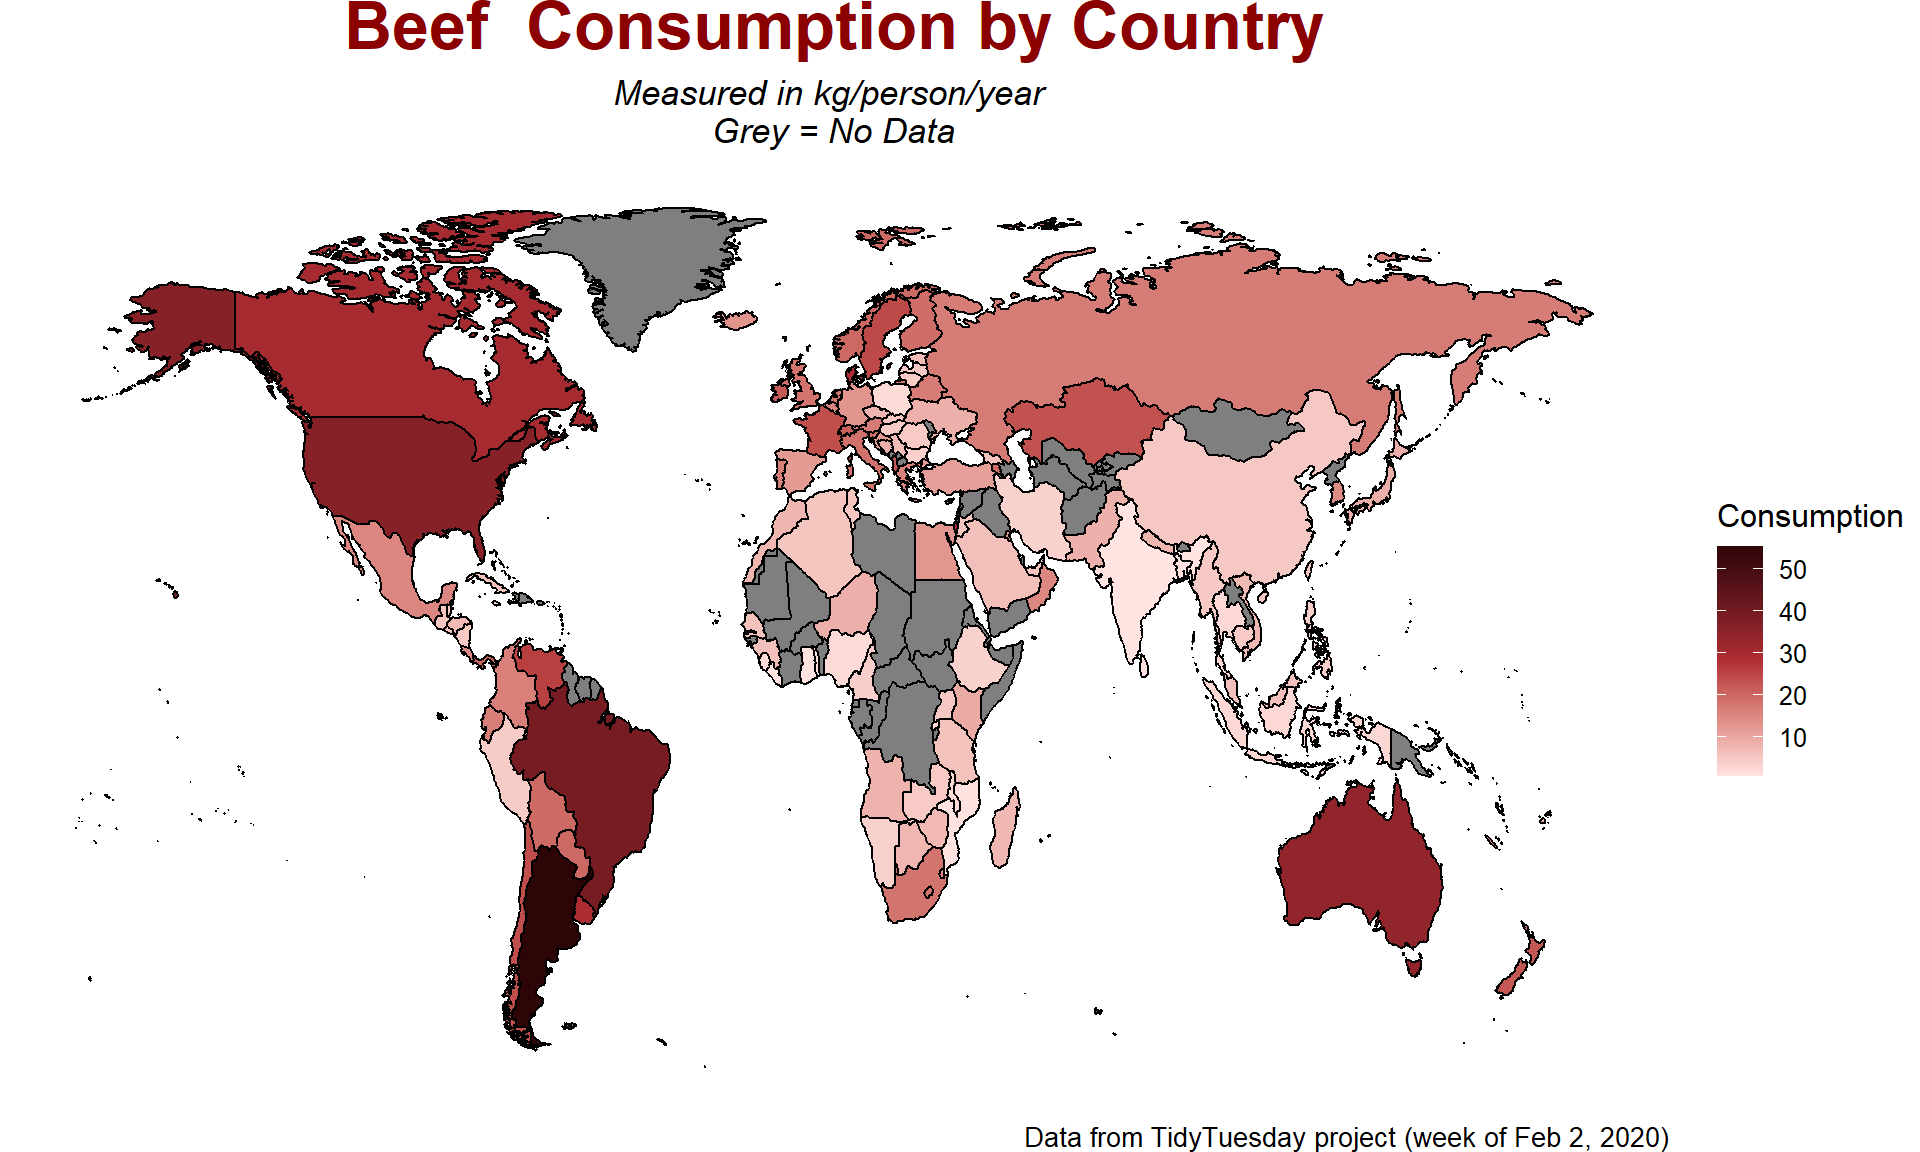 Beef  Consumption by Country
Measured in kg/person/year
Grey = No Data
Consumption
50
40
30
20
10
Data from TidyTuesday project (week of Feb 2, 2020)